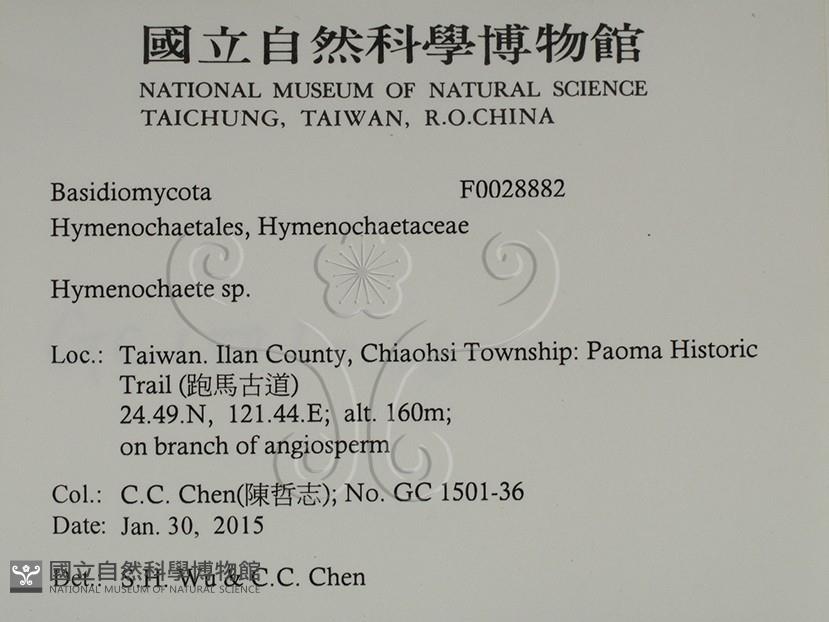 國立自然科學博物館
NATIONAL MUSEUM OF NATURAL SCIENCE
TAICHUNG, TAIWAN, R.O.CHINA
Basidiomycota F0028882
Hymenochaetales, Hymenochaetaceae
Hymenochaete sp.
Loc.: Taiwan. Ilan County, Chiaohsi Township: Paoma Historic
Trail (跑馬古道)
24.49.N, 121.44.E; alt. 160m;
on branch of angiosperm
Col.: C.C. Chen(陳哲志); No. GC 1501-36
Date: Jan. 30, 2015
Det.: S.H. Wu & C.C. Chen
國立自然科學博物館
NATIONAL MUSEUM OF NATURAL SCIENCE